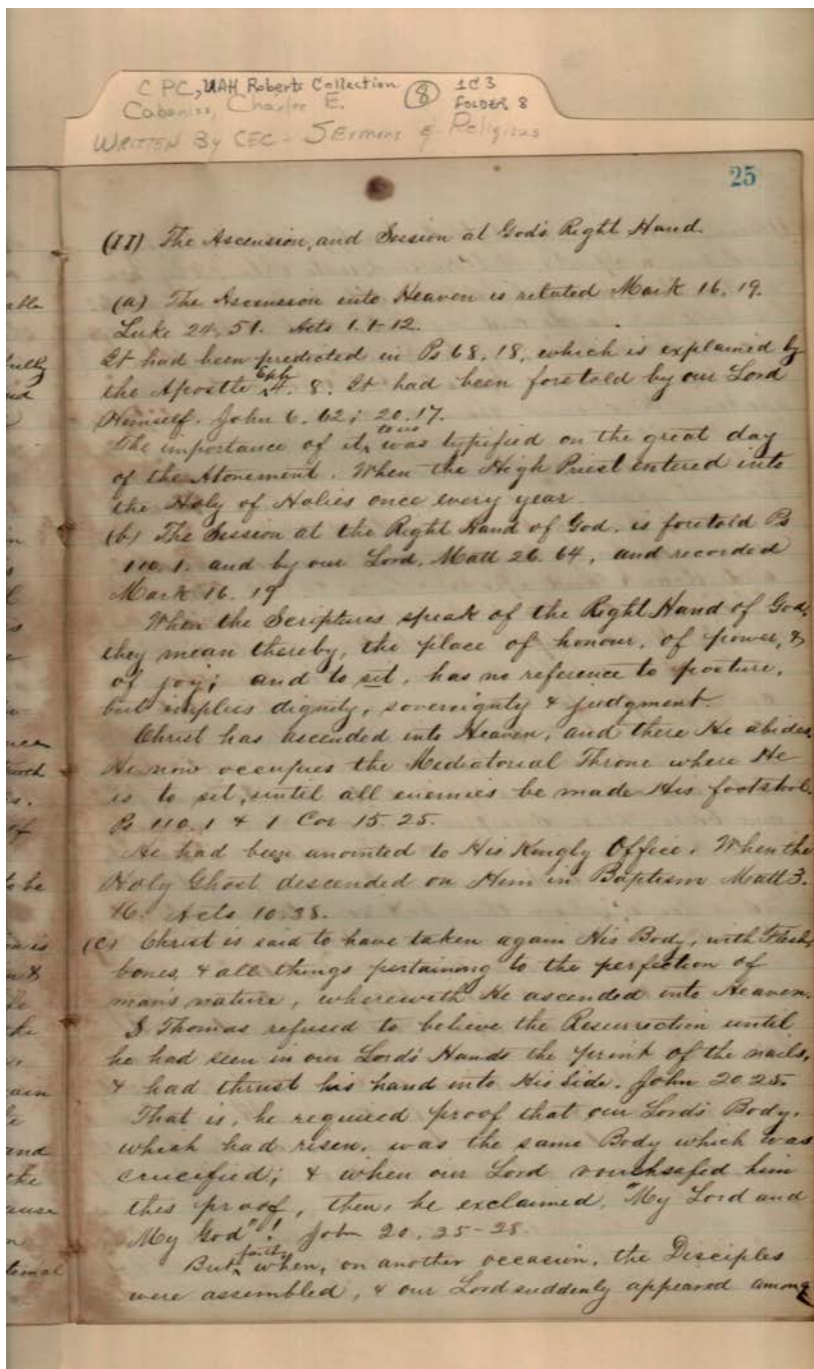 C PC, UAH Roberts Collection
8
1C3
FOLDER 8
Cabaniss, Charles E.
WRITTEN By CEC - SErmons & Religious
25
(II) The Ascension, and Session at God's Right Hand.
(a) The Ascension into Heaven is related Mark 16. 19.
Luke 24, 51. Acts 1. 1-12.
It had been predicted in Ps 68, 18, which is explained by
the Apostle Eph 4. 8. It had been foretold by our Lord
Himself. John 6. 62; 20. 17.
The importance of it, to us was typified on the great day
of the Atonement. When the High Priest entered into
the Holy of Holies once every year
(b) The Session at the Right Hand of God. is foretold Ps
110. 1. and by our Lord, Matt 26. 64, and recorded
Mark 16. 19
When the Scriptures speak of the Right Hand of God,
they mean thereby, the place of honour, of power, &
of joy; and to sit, has no reference to posture,
but implies dignity, sovereignty & judgment.
Christ has ascended into Heaven, and there He abides.
He now occupies the Mediatorial Throne where He
is to sit, until all enemies be made His footstool.
Ps 110. 1 & 1 Cor 15. 25.
He had been anointed to His Kingly Office. When the
Holy Ghost descended on Him in Baptism Matt 3.
16. Acts 10. 38.
(c) Christ is said to have taken again His Body, with Flesh,
bones, & all things pertaining to the perfection of
man's nature, wherewith He ascended into Heaven.
S Thomas refused to believe the Resurrection until
he had seen in our Lord's Hands the print of the nails,
& had thrust his hand into His Side. John 20 25.
That is, he required proof that our Lord's Body,
which had risen, was the same Body which was
crucified; & when our Lord vouchsafed him
this proof, then, he exclaimed, "My Lord and
My God"! John 20. 25-28.
But when, on another occasion, the Disciples
were assembled, & our Lord suddenly appeared among